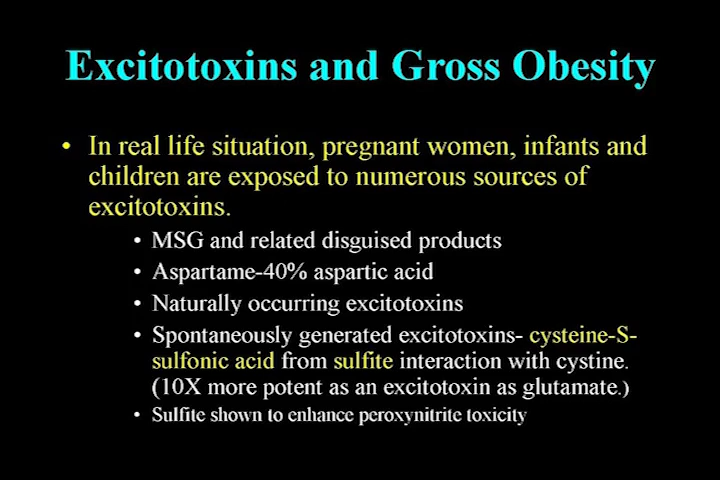 Excitotoxins and Gross Obesity
• In real life situation, pregnant women, infants and
children are exposed to numerous sources of
excitotoxins.
• MSG and related disguised products
• Aspartame-40% aspartic acid
• Naturally occurring excitotoxins
• Spontaneously generated excitotoxins- cysteine-S-
sulfonic acid from sulfite interaction with cystine.
(10X more potent as an excitotoxin as glutamate.)
• Sulfite shown to enhance peroxynitrite toxicity